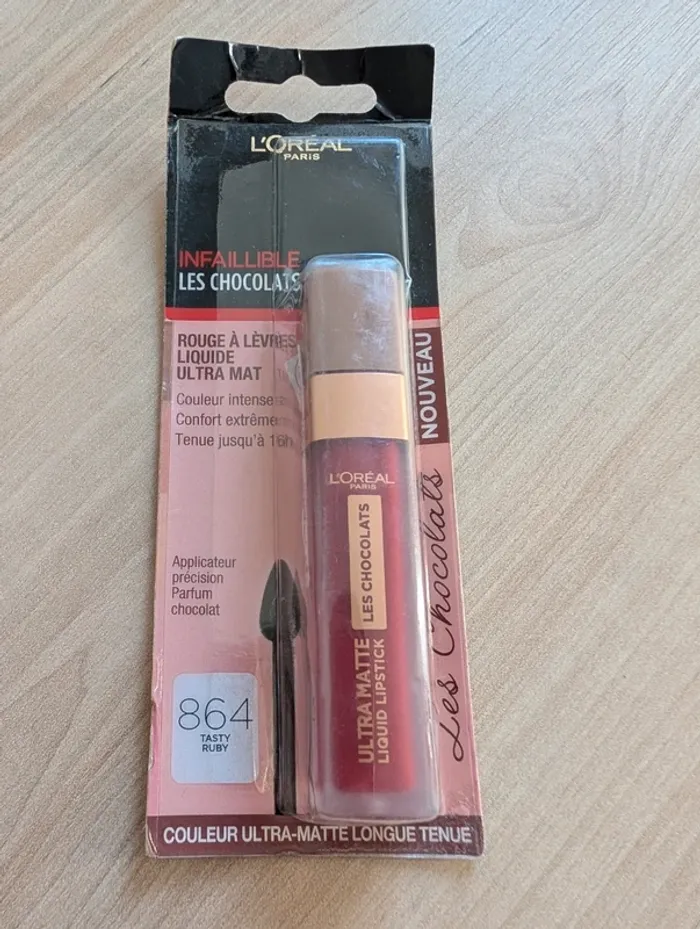 L'ORÉAL
PARIS
INFAILLIBLE
LES CHOCOLATS
ROUGE À LÈVRES
LIQUIDE
ULTRA MAT
Couleur intense
Confort extrême
Tenue jusqu'à 16h
NOUVEAU
Les Chocolats
L'ORÉAL
PARIS
ULTRA MATTE
LIQUID LIPSTICK
LES CHOCOLATS
Applicateur
précision
Parfum
chocolat
864
TASTY
RUBY
COULEUR ULTRA-MATTE LONGUE TENUE